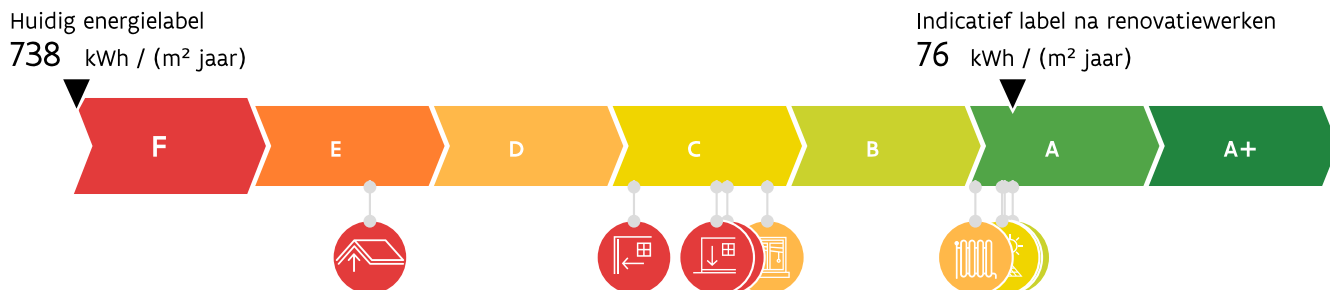 Huidig energielabel
738 kWh / (m² jaar)
Indicatief label na renovatiewerken
76 kWh / (m² jaar)
F E D C B A A+